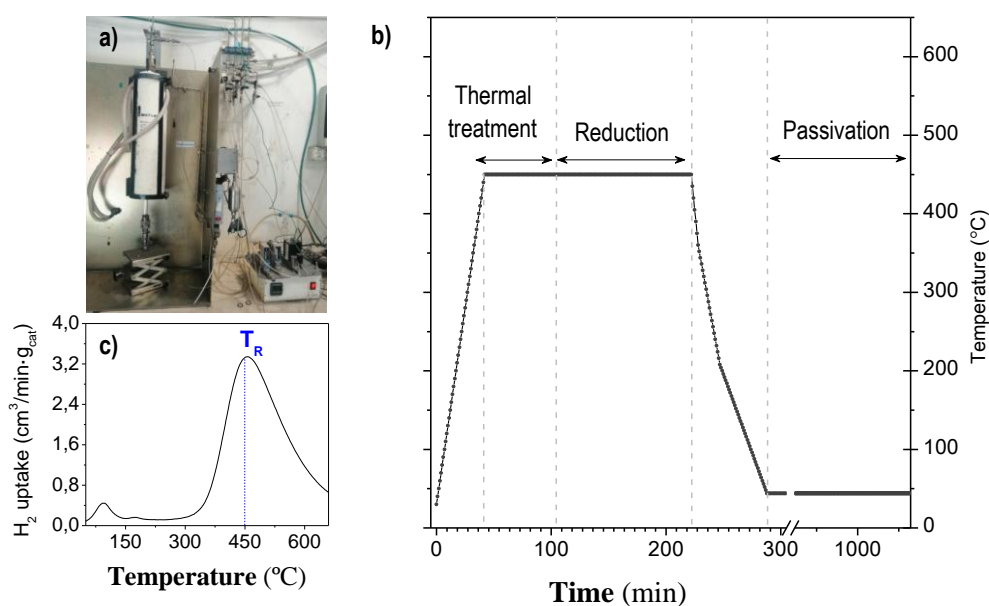 a)
b)
Thermal
treatment
Reduction
Passivation
600
500
400
300
200
100
0
Temperature (°C)
0
100
200
300
1000
Time (min)
c)
T_R
4,0
3,2
2,4
1,6
0,8
0,0
H₂ uptake (cm³/min·g_cat)
150
300
450
600
Temperature (ºC)